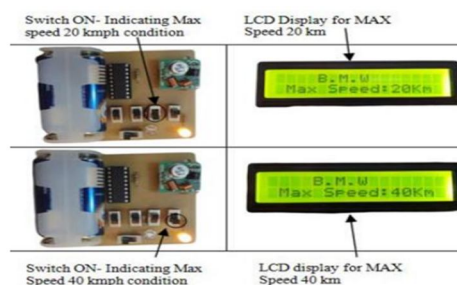 Switch ON- Indicating Max
speed 20 kmph condition
LCD Display for MAX
Speed 20 km
B.M.W
Max Speed:20Km
B.M.W
Max Speed:40Km
Switch ON- Indicating Max
Speed 40 kmph condition
LCD display for MAX
Speed 40 km